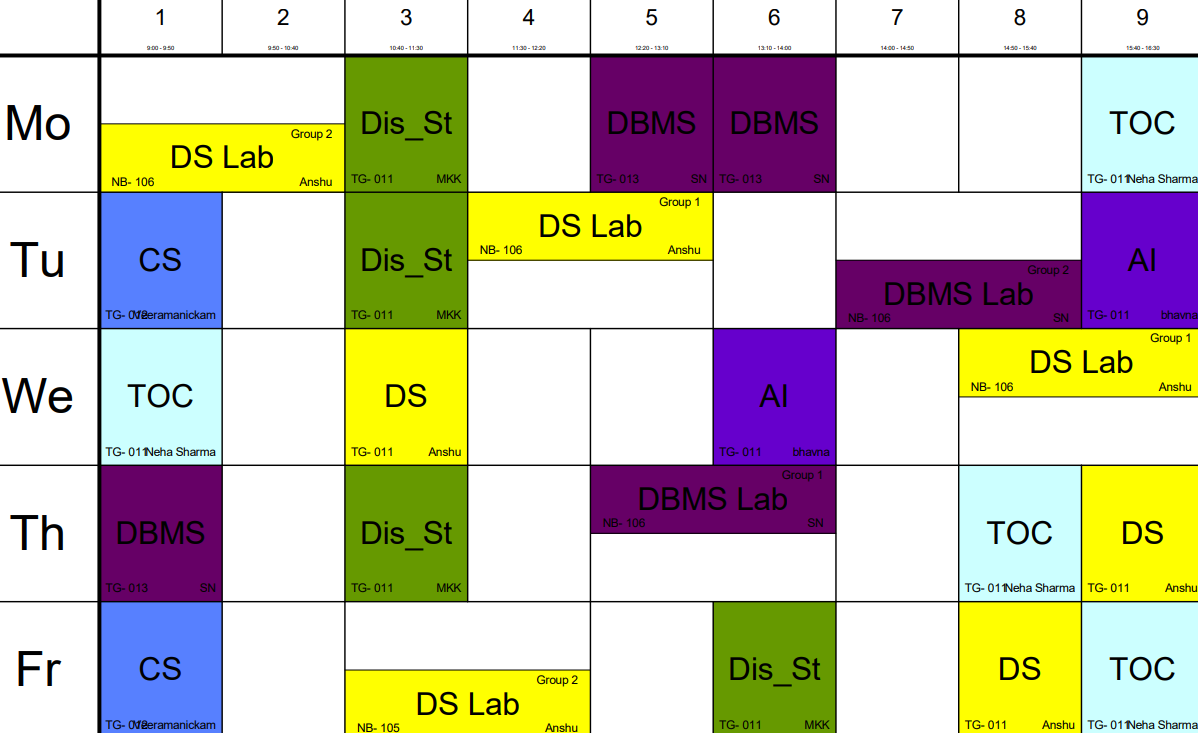 1 2 3 4 5 6 7 8 9
9:00 - 9:50 9:50 - 10:40 10:40 - 11:30 11:30 - 12:20 12:20 - 13:10 13:10 - 14:00 14:00 - 14:50 14:50 - 15:40 15:40 - 16:30
Mo
Group 2
DS Lab
NB- 106 Anshu
Dis_St
TG- 011 MKK
DBMS
TG- 013 SN
DBMS
TG- 013 SN
TOC
TG- 011 Neha Sharma
Tu
CS
TG- Veeramanickam
Dis_St
TG- 011 MKK
Group 1
DS Lab
NB- 106 Anshu
Group 2
DBMS Lab
NB- 106 SN
AI
TG- 011 bhavna
We
TOC
TG- 011 Neha Sharma
DS
TG- 011 Anshu
AI
TG- 011 bhavna
Group 1
DS Lab
NB- 106 Anshu
Th
DBMS
TG- 013 SN
Dis_St
TG- 011 MKK
Group 1
DBMS Lab
NB- 106 SN
TOC
TG- 011 Neha Sharma
DS
TG- 011 Anshu
Fr
CS
TG- Veeramanickam
Group 2
DS Lab
NB- 105 Anshu
Dis_St
TG- 011 MKK
DS
TG- 011 Anshu
TOC
TG- 011 Neha Sharma